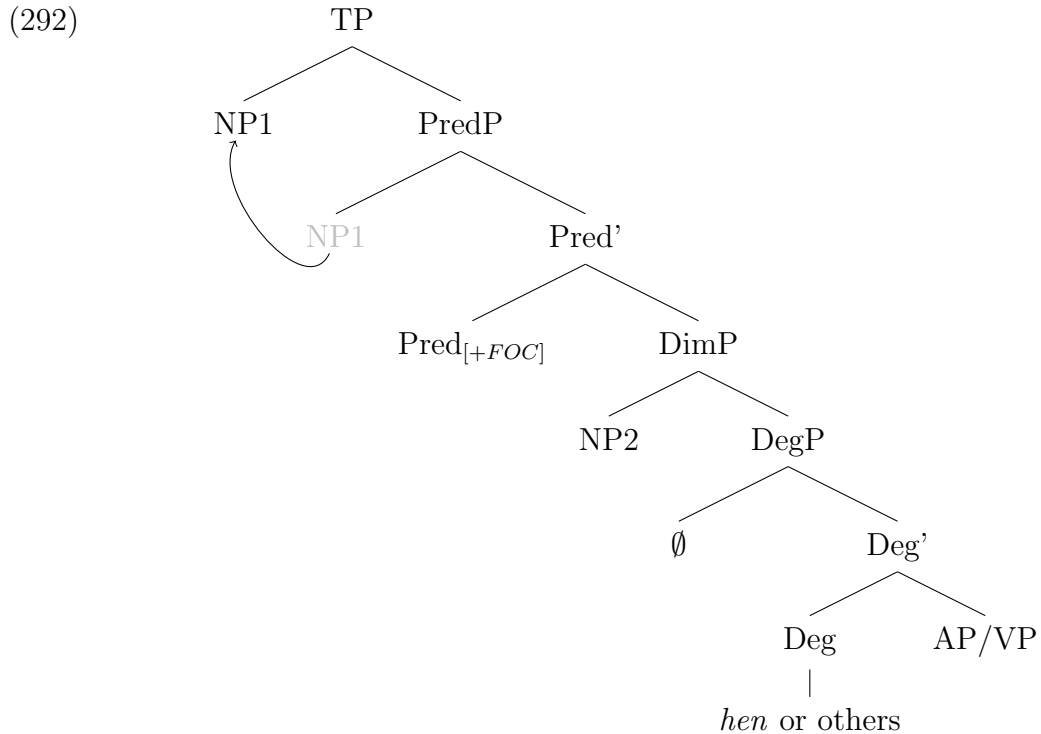 (292) TP
NP1 PredP
NP1 Pred'
Pred[+FOC] DimP
NP2 DegP
∅ Deg'
Deg AP/VP
hen or others